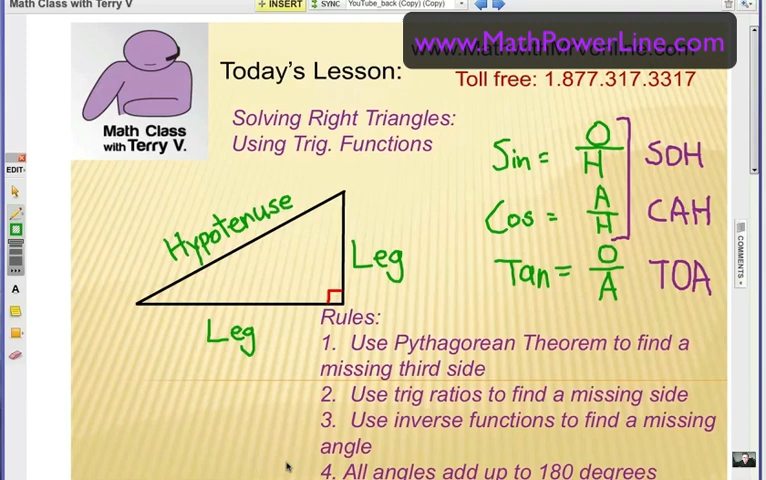 Math Class with Terry V
INSERT
SYNC
YouTube_back (Copy) (Copy)
www.MathPowerLine.com
Today's Lesson:
Toll free: 1.877.317.3317
Math Class
with Terry V.
Solving Right Triangles:
Using Trig. Functions
Sin = O/H SOH
Cos = A/H CAH
Tan = O/A TOA
Hypotenuse
Leg
Leg
EDIT
A
COMMENTS
Rules:
1. Use Pythagorean Theorem to find a
missing third side
2. Use trig ratios to find a missing side
3. Use inverse functions to find a missing
angle
4. All angles add up to 180 degrees